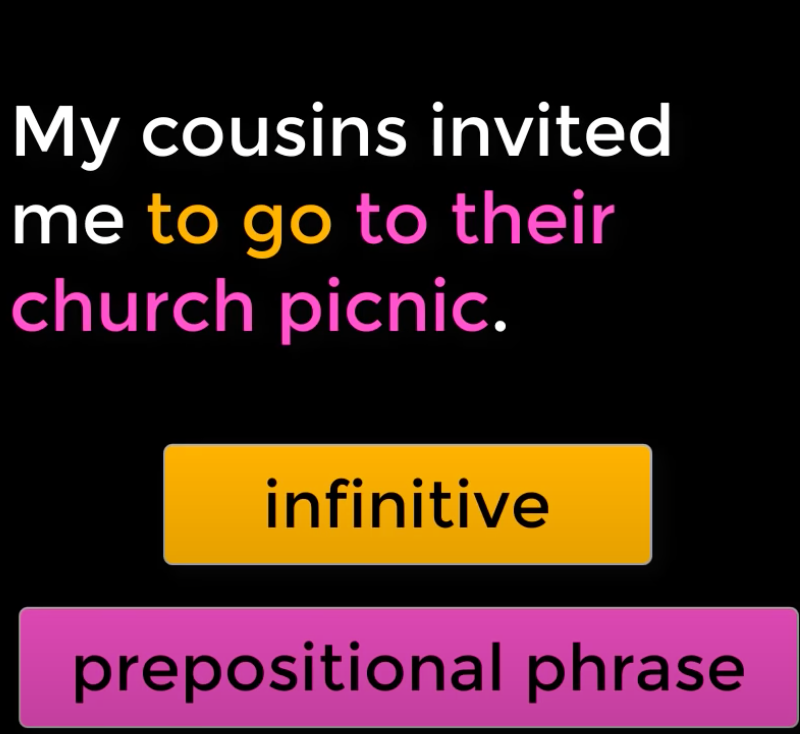 My cousins invited
me to go to their
church picnic.
infinitive
prepositional phrase